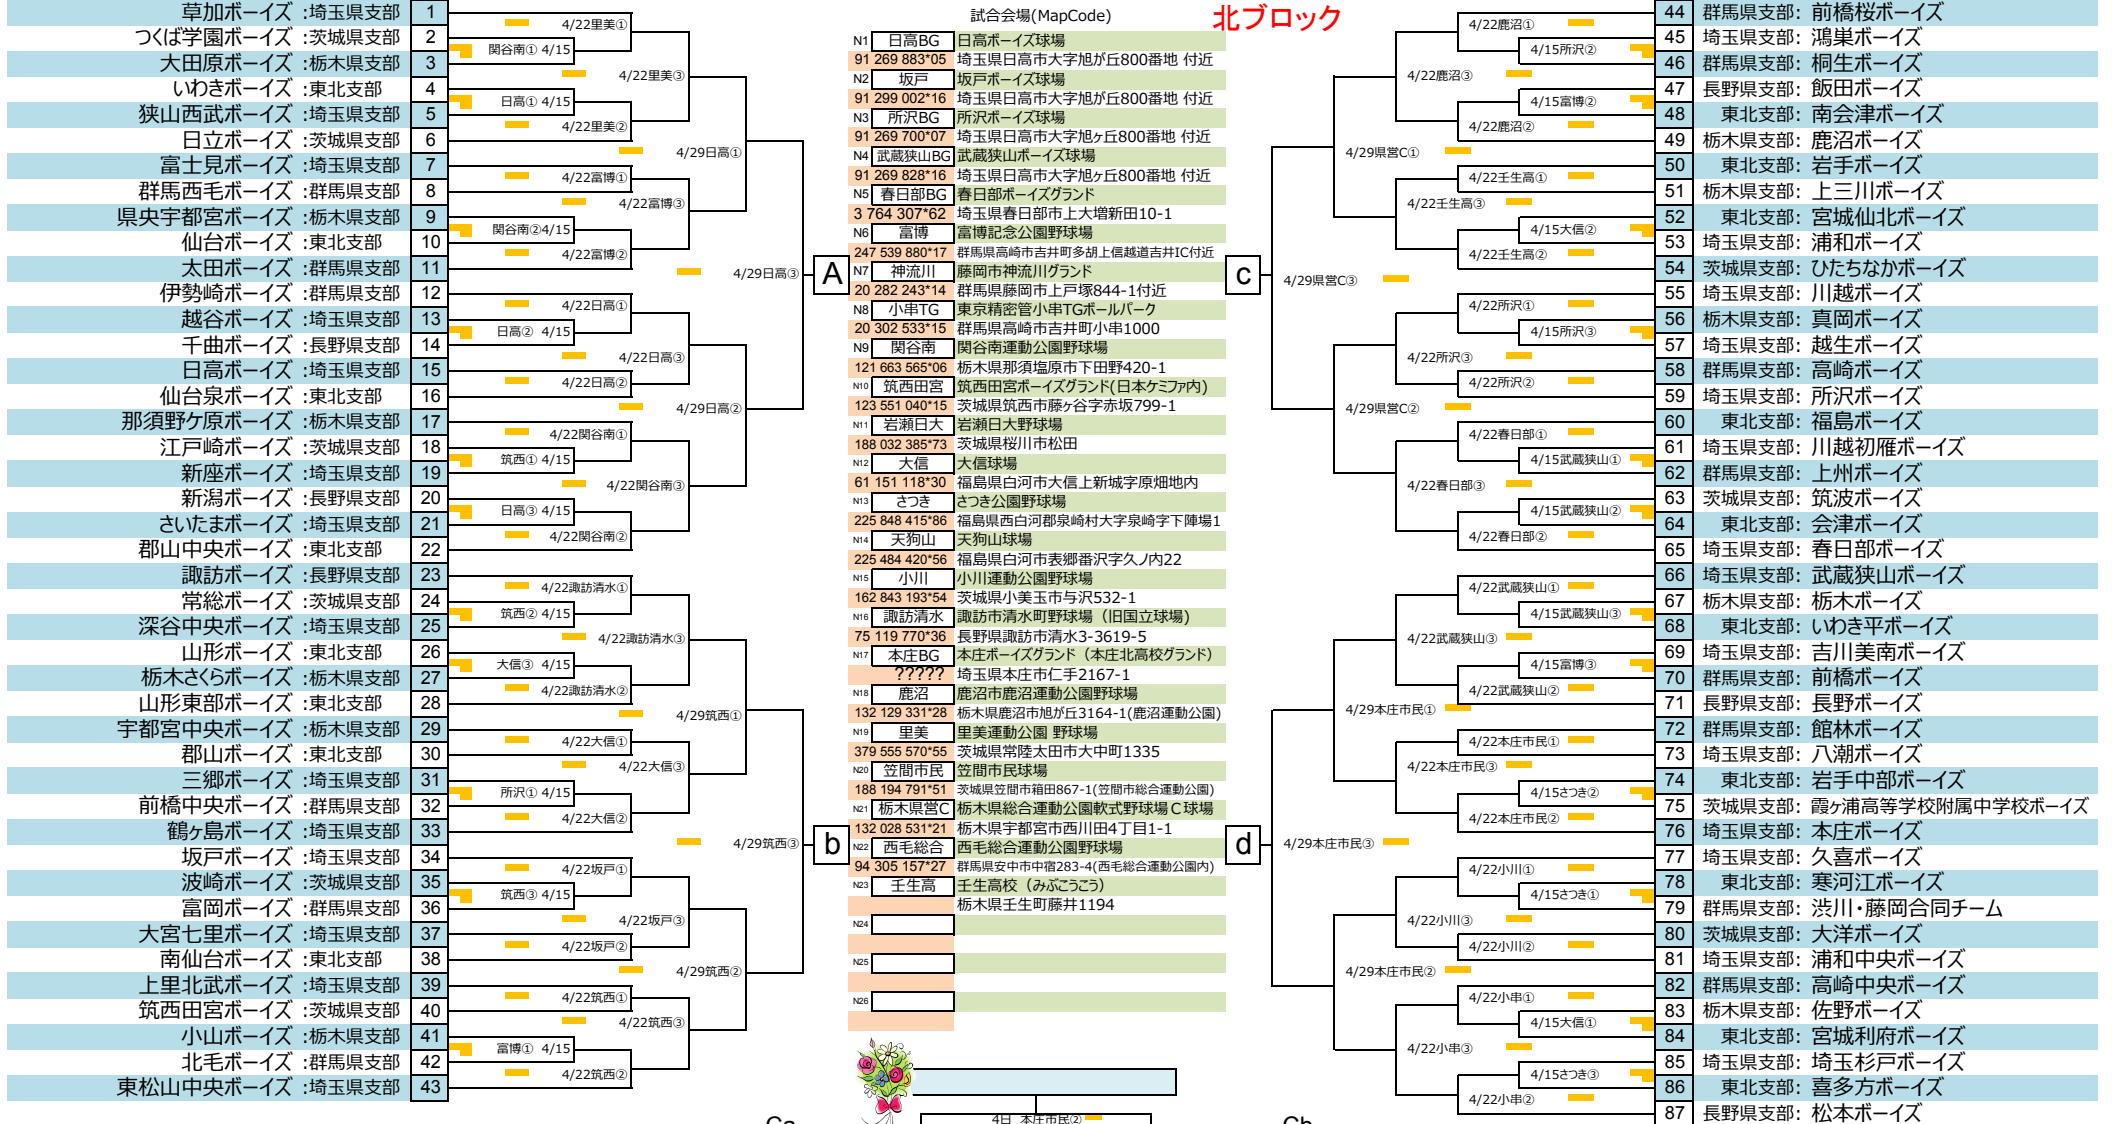 北ブロック
試合会場(MapCode)
草加ボーイズ :埼玉県支部 1
つくば学園ボーイズ :茨城県支部 2
大田原ボーイズ :栃木県支部 3
いわきボーイズ :東北支部 4
狭山西武ボーイズ :埼玉県支部 5
日立ボーイズ :茨城県支部 6
富士見ボーイズ :埼玉県支部 7
群馬西毛ボーイズ :群馬県支部 8
県央宇都宮ボーイズ :栃木県支部 9
仙台ボーイズ :東北支部 10
太田ボーイズ :群馬県支部 11
伊勢崎ボーイズ :群馬県支部 12
越谷ボーイズ :埼玉県支部 13
千曲ボーイズ :長野県支部 14
日高ボーイズ :埼玉県支部 15
仙台泉ボーイズ :東北支部 16
那須野ケ原ボーイズ :栃木県支部 17
江戸崎ボーイズ :茨城県支部 18
新座ボーイズ :埼玉県支部 19
新潟ボーイズ :長野県支部 20
さいたまボーイズ :埼玉県支部 21
郡山中央ボーイズ :東北支部 22
諏訪ボーイズ :長野県支部 23
常総ボーイズ :茨城県支部 24
深谷中央ボーイズ :埼玉県支部 25
山形ボーイズ :東北支部 26
栃木さくらボーイズ :栃木県支部 27
山形東部ボーイズ :東北支部 28
宇都宮中央ボーイズ :栃木県支部 29
郡山ボーイズ :東北支部 30
三郷ボーイズ :埼玉県支部 31
前橋中央ボーイズ :群馬県支部 32
鶴ヶ島ボーイズ :埼玉県支部 33
坂戸ボーイズ :埼玉県支部 34
波崎ボーイズ :茨城県支部 35
富岡ボーイズ :群馬県支部 36
大宮七里ボーイズ :埼玉県支部 37
南仙台ボーイズ :東北支部 38
上里北武ボーイズ :埼玉県支部 39
筑西田宮ボーイズ :茨城県支部 40
小山ボーイズ :栃木県支部 41
北毛ボーイズ :群馬県支部 42
東松山中央ボーイズ :埼玉県支部 43
4/22里美①
関谷南① 4/15
4/22里美③
日高① 4/15
4/22里美②
4/29日高①
4/22富博①
4/22富博③
関谷南②4/15
4/22富博②
4/29日高③
4/22日高①
日高② 4/15
4/22日高③
4/22日高②
4/29日高②
4/22関谷南①
筑西① 4/15
4/22関谷南③
日高③ 4/15
4/22関谷南②
4/22諏訪清水①
筑西② 4/15
4/22諏訪清水③
大信③ 4/15
4/22諏訪清水②
4/29筑西①
4/22大信①
4/22大信③
所沢① 4/15
4/22大信②
4/29筑西③
4/22坂戸①
筑西③ 4/15
4/22坂戸③
4/22坂戸②
4/29筑西②
4/22筑西①
4/22筑西③
富博① 4/15
4/22筑西②
A
b
N1 日高BG 日高ボーイズ球場
91 269 883*05 埼玉県日高市大字旭が丘800番地 付近
N2 坂戸 坂戸ボーイズ球場
91 299 002*16 埼玉県日高市大字旭が丘800番地 付近
N3 所沢BG 所沢ボーイズ球場
91 269 700*07 埼玉県日高市大字旭ヶ丘800番地 付近
N4 武蔵狭山BG 武蔵狭山ボーイズ球場
91 269 828*16 埼玉県日高市大字旭ヶ丘800番地 付近
N5 春日部BG 春日部ボーイズグランド
3 764 307*62 埼玉県春日部市上大増新田10-1
N6 富博 富博記念公園野球場
247 539 880*17 群馬県高崎市吉井町多胡上信越道吉井IC付近
N7 神流川 藤岡市神流川グランド
20 282 243*14 群馬県藤岡市上戸塚844-1付近
N8 小串TG 東京精密管小串TGボールパーク
20 302 533*15 群馬県高崎市吉井町小串1000
N9 関谷南 関谷南運動公園野球場
121 663 565*06 栃木県那須塩原市下田野420-1
N10 筑西田宮 筑西田宮ボーイズグランド(日本ケミファ内)
123 551 040*15 茨城県筑西市藤ヶ谷字赤坂799-1
N11 岩瀬日大 岩瀬日大野球場
188 032 385*73 茨城県桜川市松田
N12 大信 大信球場
61 151 118*30 福島県白河市大信上新城字原畑地内
N13 さつき さつき公園野球場
225 848 415*86 福島県西白河郡泉崎村大字泉崎字下陣場1
N14 天狗山 天狗山球場
225 484 420*56 福島県白河市表郷番沢字久ノ内22
N15 小川 小川運動公園野球場
162 843 193*54 茨城県小美玉市与沢532-1
N16 諏訪清水 諏訪市清水町野球場（旧国立球場)
75 119 770*36 長野県諏訪市清水3-3619-5
N17 本庄BG 本庄ボーイズグランド（本庄北高校グランド）
????? 埼玉県本庄市仁手2167-1
N18 鹿沼 鹿沼市鹿沼運動公園野球場
132 129 331*28 栃木県鹿沼市旭が丘3164-1(鹿沼運動公園)
N19 里美 里美運動公園 野球場
379 555 570*55 茨城県常陸太田市大中町1335
N20 笠間市民 笠間市民球場
188 194 791*51 茨城県笠間市箱田867-1(笠間市総合運動公園)
N21 栃木県営C 栃木県総合運動公園軟式野球場C球場
132 028 531*21 栃木県宇都宮市西川田4丁目1-1
N22 西毛総合 西毛総合運動公園野球場
94 305 157*27 群馬県安中市中宿283-4(西毛総合運動公園内)
N23 壬生高 壬生高校（みぶこうこう）
栃木県壬生町藤井1194
N24
N25
N26
c
d
4/22鹿沼①
4/15所沢②
4/22鹿沼③
4/15富博②
4/22鹿沼②
4/29県営C①
4/22壬生高①
4/22壬生高③
4/15大信②
4/22壬生高②
4/29県営C③
4/22所沢①
4/15所沢③
4/22所沢③
4/22所沢②
4/29県営C②
4/22春日部①
4/15武蔵狭山①
4/22春日部③
4/15武蔵狭山②
4/22春日部②
4/22武蔵狭山①
4/15武蔵狭山③
4/22武蔵狭山③
4/15富博③
4/22武蔵狭山②
4/29本庄市民①
4/22本庄市民①
4/22本庄市民③
4/15さつき②
4/22本庄市民②
4/29本庄市民③
4/22小川①
4/15さつき①
4/22小川③
4/22小川②
4/29本庄市民②
4/22小串①
4/15大信①
4/22小串③
4/15さつき③
4/22小串②
44 群馬県支部: 前橋桜ボーイズ
45 埼玉県支部: 鴻巣ボーイズ
46 群馬県支部: 桐生ボーイズ
47 長野県支部: 飯田ボーイズ
48 東北支部: 南会津ボーイズ
49 栃木県支部: 鹿沼ボーイズ
50 東北支部: 岩手ボーイズ
51 栃木県支部: 上三川ボーイズ
52 東北支部: 宮城仙北ボーイズ
53 埼玉県支部: 浦和ボーイズ
54 茨城県支部: ひたちなかボーイズ
55 埼玉県支部: 川越ボーイズ
56 栃木県支部: 真岡ボーイズ
57 埼玉県支部: 越生ボーイズ
58 群馬県支部: 高崎ボーイズ
59 埼玉県支部: 所沢ボーイズ
60 東北支部: 福島ボーイズ
61 埼玉県支部: 川越初雁ボーイズ
62 群馬県支部: 上州ボーイズ
63 茨城県支部: 筑波ボーイズ
64 東北支部: 会津ボーイズ
65 埼玉県支部: 春日部ボーイズ
66 埼玉県支部: 武蔵狭山ボーイズ
67 栃木県支部: 栃木ボーイズ
68 東北支部: いわき平ボーイズ
69 埼玉県支部: 吉川美南ボーイズ
70 群馬県支部: 前橋ボーイズ
71 長野県支部: 長野ボーイズ
72 群馬県支部: 館林ボーイズ
73 埼玉県支部: 八潮ボーイズ
74 東北支部: 岩手中部ボーイズ
75 茨城県支部: 霞ヶ浦高等学校附属中学校ボーイズ
76 埼玉県支部: 本庄ボーイズ
77 埼玉県支部: 久喜ボーイズ
78 東北支部: 寒河江ボーイズ
79 群馬県支部: 渋川・藤岡合同チーム
80 茨城県支部: 大洋ボーイズ
81 埼玉県支部: 浦和中央ボーイズ
82 群馬県支部: 高崎中央ボーイズ
83 栃木県支部: 佐野ボーイズ
84 東北支部: 宮城利府ボーイズ
85 埼玉県支部: 埼玉杉戸ボーイズ
86 東北支部: 喜多方ボーイズ
87 長野県支部: 松本ボーイズ
4日 本庄市民②